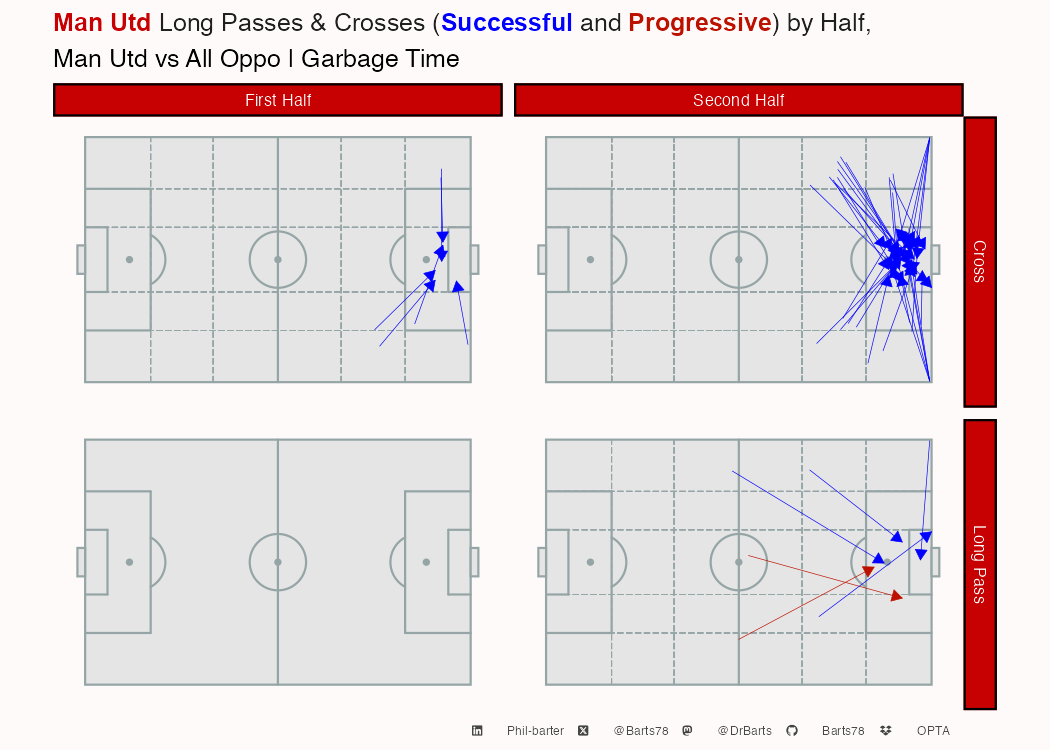 Man Utd Long Passes & Crosses (Successful and Progressive) by Half,
Man Utd vs All Oppo | Garbage Time
First Half
Second Half
Cross
Long Pass
Phil-barter @Barts78 @DrBarts Barts78 OPTA